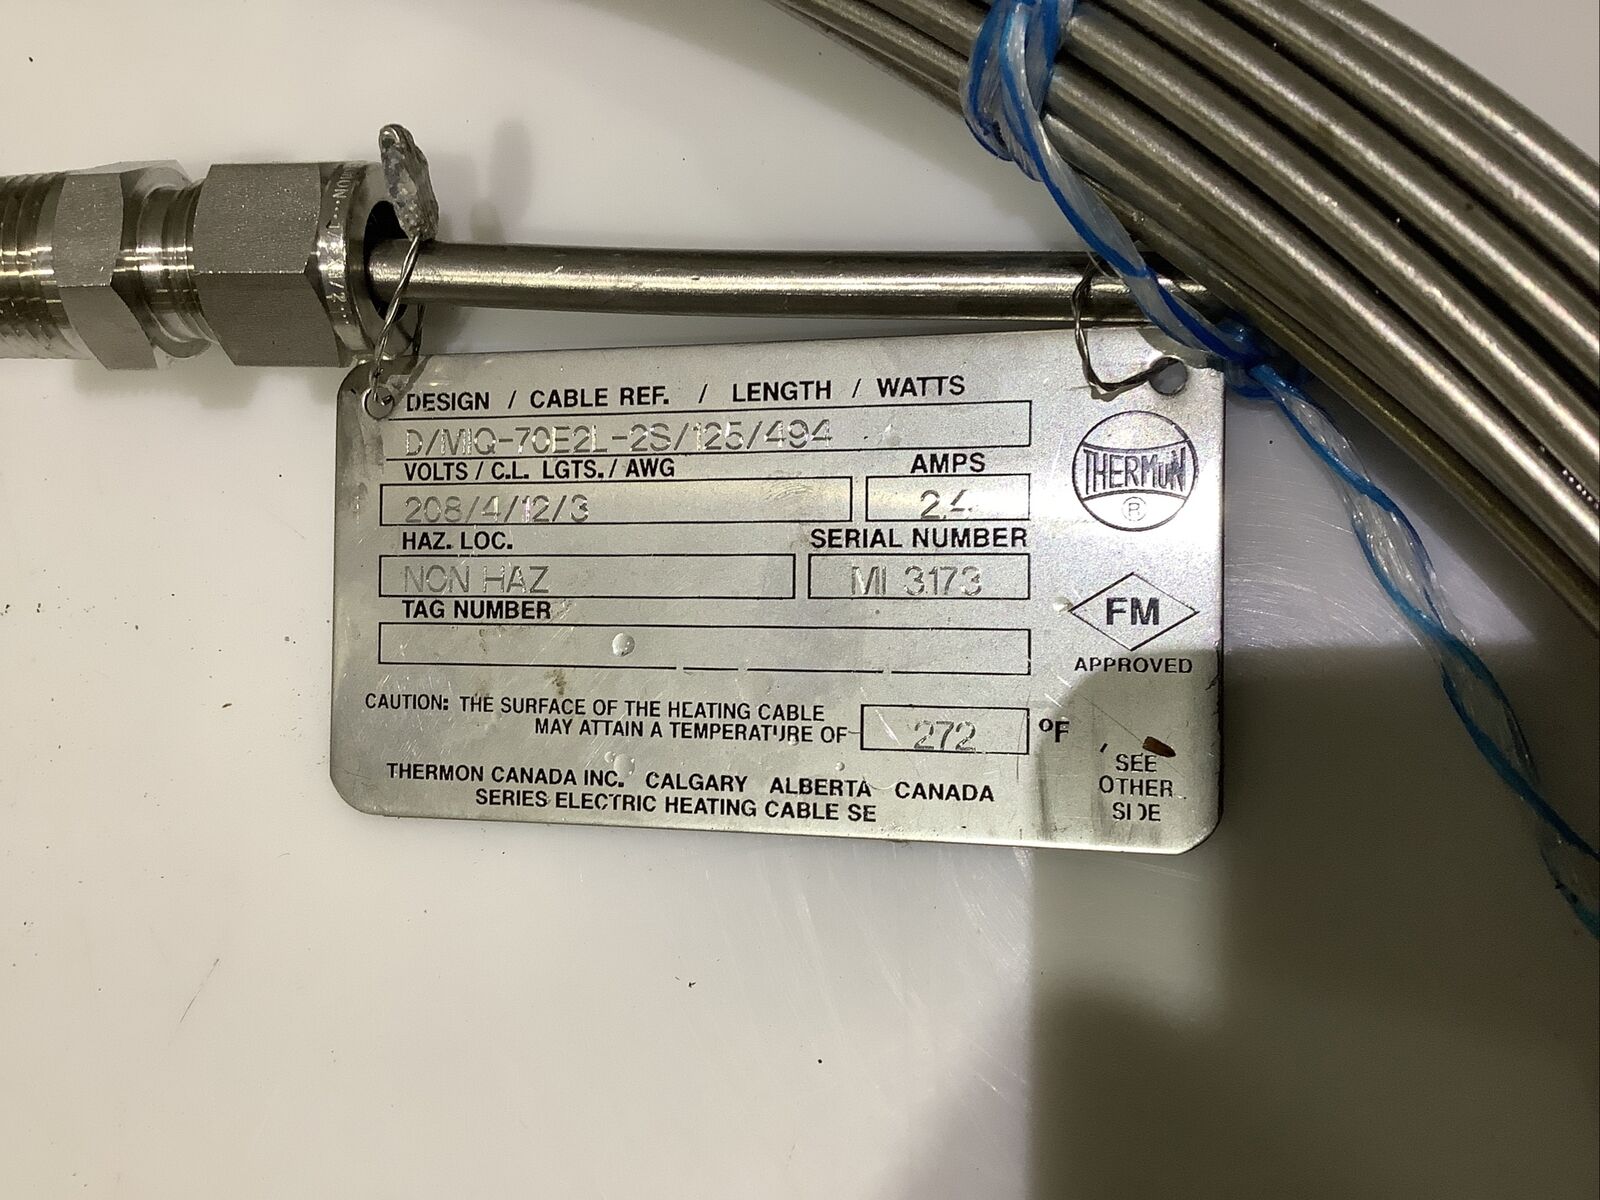 DESIGN / CABLE REF. / LENGTH / WATTS
D/MIQ-70E2L-2S/125/494
VOLTS / C.L. LGTS. / AWG AMPS
208/4/12/3 2.4
HAZ. LOC. SERIAL NUMBER
NON HAZ MI 3173
TAG NUMBER
CAUTION: THE SURFACE OF THE HEATING CABLE
MAY ATTAIN A TEMPERATURE OF 272 °F
THERMON CANADA INC. CALGARY ALBERTA CANADA
SERIES ELECTRIC HEATING CABLE SE
THERMON
®
FM
APPROVED
SEE
OTHER
SIDE